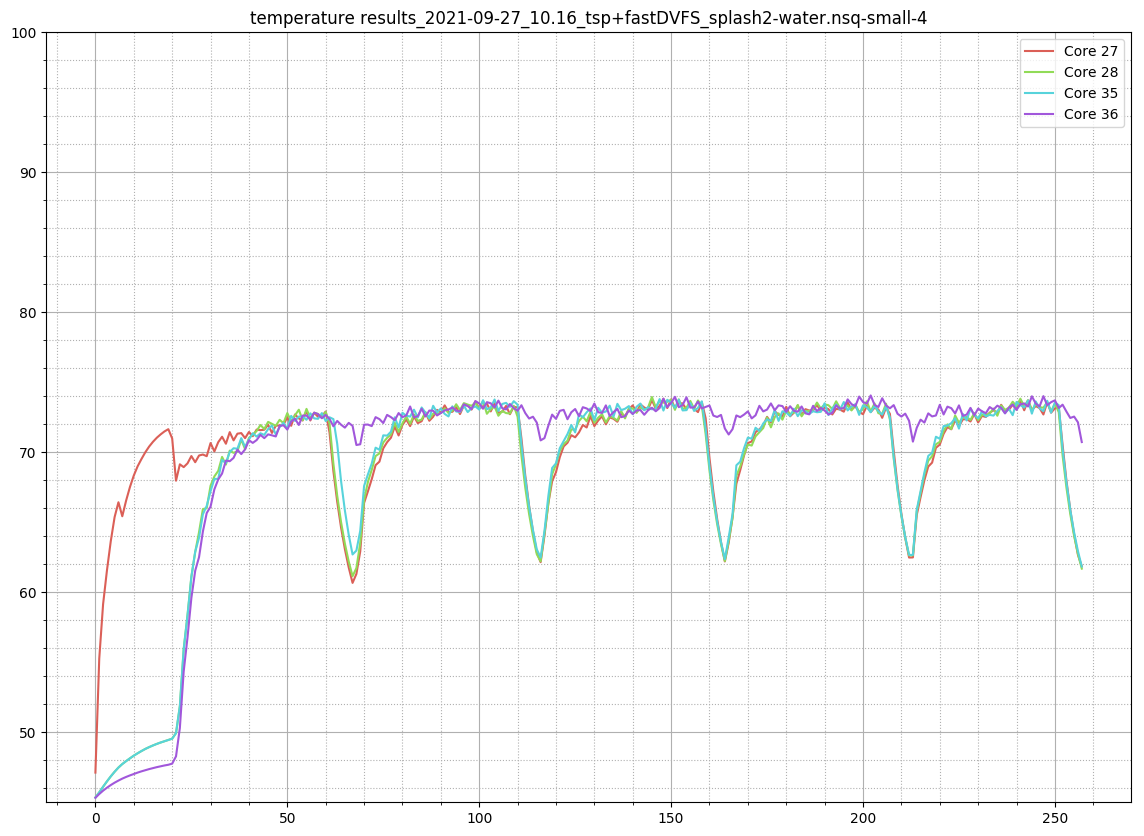 temperature results_2021-09-27_10.16_tsp+fastDVFS_splash2-water.nsq-small-4
100
90
80
70
60
50
Core 27
Core 28
Core 35
Core 36
0
50
100
150
200
250